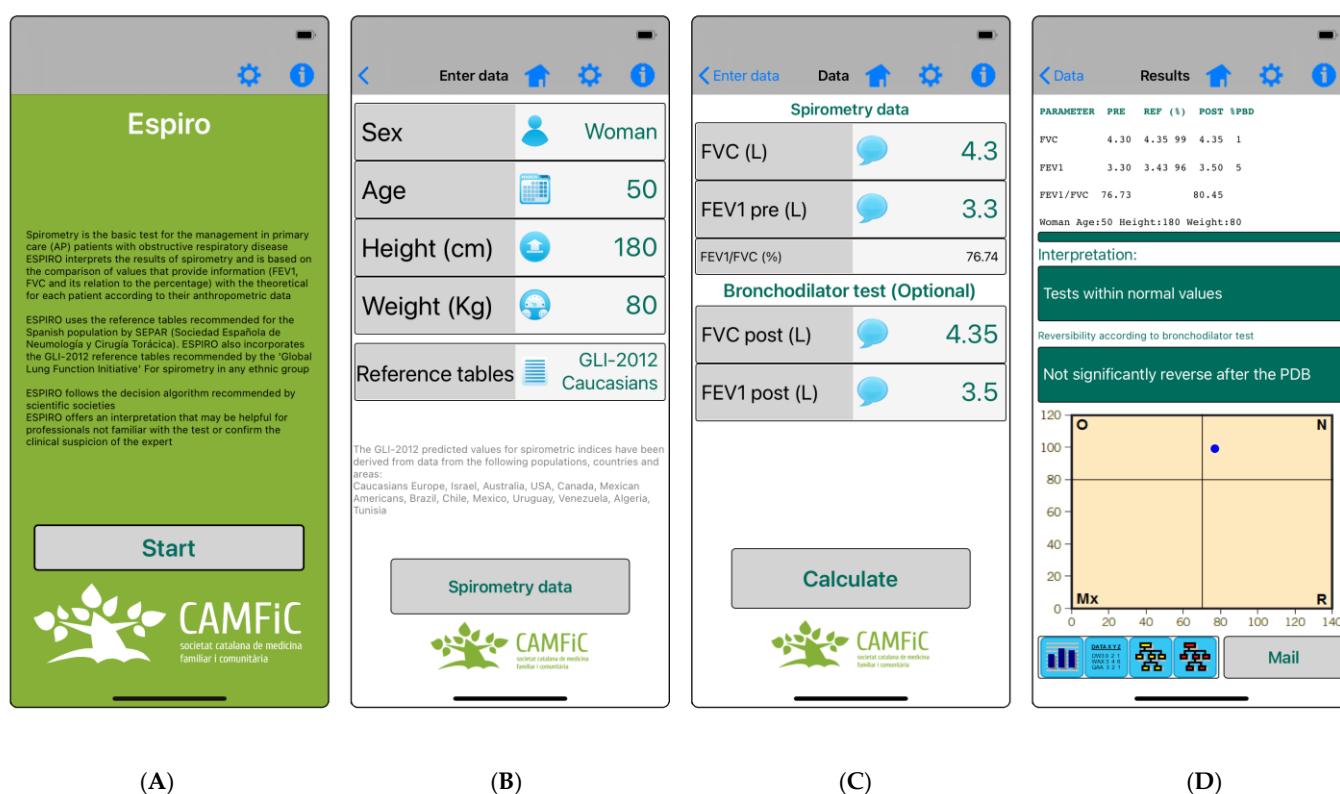 Espiro
Spirometry is the basic test for the management in primary
care (AP) patients with obstructive respiratory disease
ESPIRO interprets the results of spirometry and is based on
the comparison of values that provide information (FEV1,
FVC and its relation to the percentage) with the theoretical
for each patient according to their anthropometric data
ESPIRO uses the reference tables recommended for the
Spanish population by SEPAR (Sociedad Española de
Neumología y Cirugía Torácica). ESPIRO also incorporates
the GLI-2012 reference tables recommended by the 'Global
Lung Function Initiative' For spirometry in any ethnic group
ESPIRO follows the decision algorithm recommended by
scientific societies
ESPIRO offers an interpretation that may be helpful for
professionals not familiar with the test or confirm the
clinical suspicion of the expert
Start
CAMFiC
societat catalana de medicina
familiar i comunitària
(A)
Enter data
Sex Woman
Age 50
Height (cm) 180
Weight (Kg) 80
Reference tables GLI-2012
Caucasians
The GLI-2012 predicted values for spirometric indices have been
derived from data from the following populations, countries and
areas:
Caucasians Europe, Israel, Australia, USA, Canada, Mexican
Americans, Brazil, Chile, Mexico, Uruguay, Venezuela, Algeria,
Tunisia
Spirometry data
CAMFiC
societat catalana de medicina
familiar i comunitària
(B)
Enter data Data
Spirometry data
FVC (L) 4.3
FEV1 pre (L) 3.3
FEV1/FVC (%) 76.74
Bronchodilator test (Optional)
FVC post (L) 4.35
FEV1 post (L) 3.5
Calculate
CAMFiC
societat catalana de medicina
familiar i comunitària
(C)
Data Results
PARAMETER PRE REF (%) POST %PBD
FVC 4.30 4.35 99 4.35 1
FEV1 3.30 3.43 96 3.50 5
FEV1/FVC 76.73 80.45
Woman Age:50 Height:180 Weight:80
Interpretation:
Tests within normal values
Reversibility according to bronchodilator test
Not significantly reverse after the PDB
120
100
80
60
40
20
0
O N
Mx R
0 20 40 60 80 100 120 140
DATA X Y Z
Mail
(D)